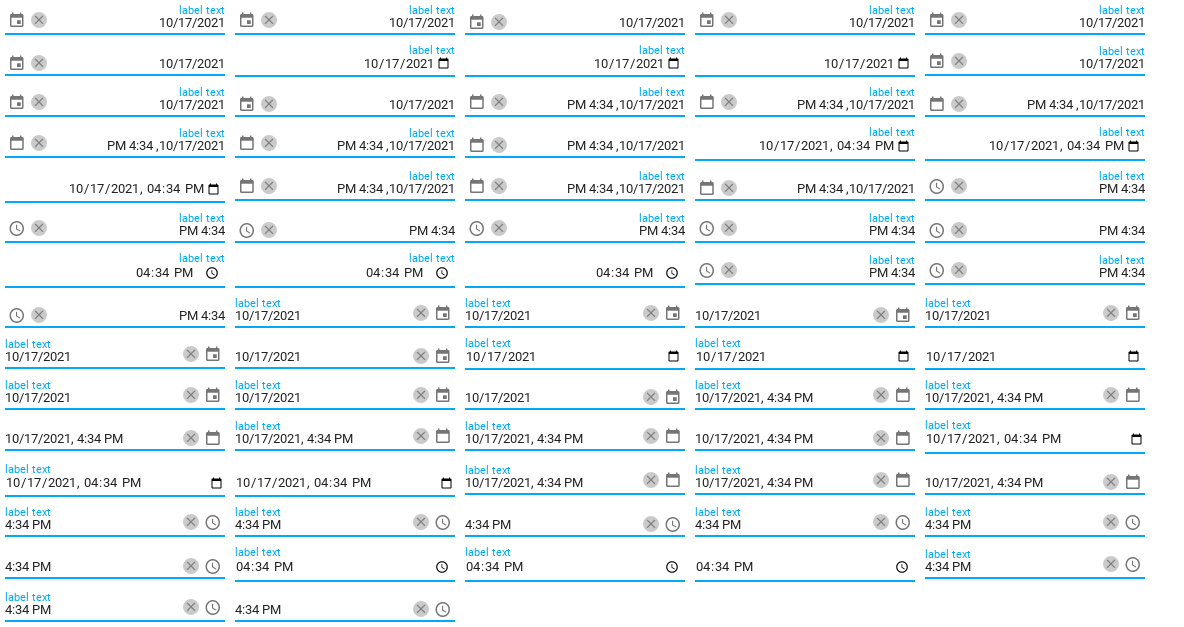 label text
10/17/2021
label text
10/17/2021
label text
10/17/2021
label text
10/17/2021
label text
10/17/2021
10/17/2021
label text
10/17/2021
label text
10/17/2021
10/17/2021
label text
10/17/2021
label text
10/17/2021
10/17/2021
label text
PM 4:34 ,10/17/2021
label text
PM 4:34 ,10/17/2021
PM 4:34 ,10/17/2021
label text
PM 4:34 ,10/17/2021
label text
PM 4:34 ,10/17/2021
PM 4:34 ,10/17/2021
label text
10/17/2021, 04:34 PM
label text
10/17/2021, 04:34 PM
10/17/2021, 04:34 PM
label text
PM 4:34 ,10/17/2021
label text
PM 4:34 ,10/17/2021
PM 4:34 ,10/17/2021
label text
PM 4:34
label text
PM 4:34
PM 4:34
label text
PM 4:34
label text
PM 4:34
PM 4:34
label text
04:34 PM
label text
04:34 PM
04:34 PM
label text
PM 4:34
label text
PM 4:34
PM 4:34
label text
10/17/2021
label text
10/17/2021
10/17/2021
label text
10/17/2021
label text
10/17/2021
10/17/2021
label text
10/17/2021
label text
10/17/2021
10/17/2021
label text
10/17/2021
label text
10/17/2021
10/17/2021
label text
10/17/2021, 4:34 PM
label text
10/17/2021, 4:34 PM
10/17/2021, 4:34 PM
label text
10/17/2021, 4:34 PM
label text
10/17/2021, 4:34 PM
10/17/2021, 4:34 PM
label text
10/17/2021, 04:34 PM
label text
10/17/2021, 04:34 PM
10/17/2021, 04:34 PM
label text
10/17/2021, 4:34 PM
label text
10/17/2021, 4:34 PM
10/17/2021, 4:34 PM
label text
4:34 PM
label text
4:34 PM
4:34 PM
label text
4:34 PM
label text
4:34 PM
4:34 PM
label text
04:34 PM
label text
04:34 PM
04:34 PM
label text
4:34 PM
label text
4:34 PM
4:34 PM